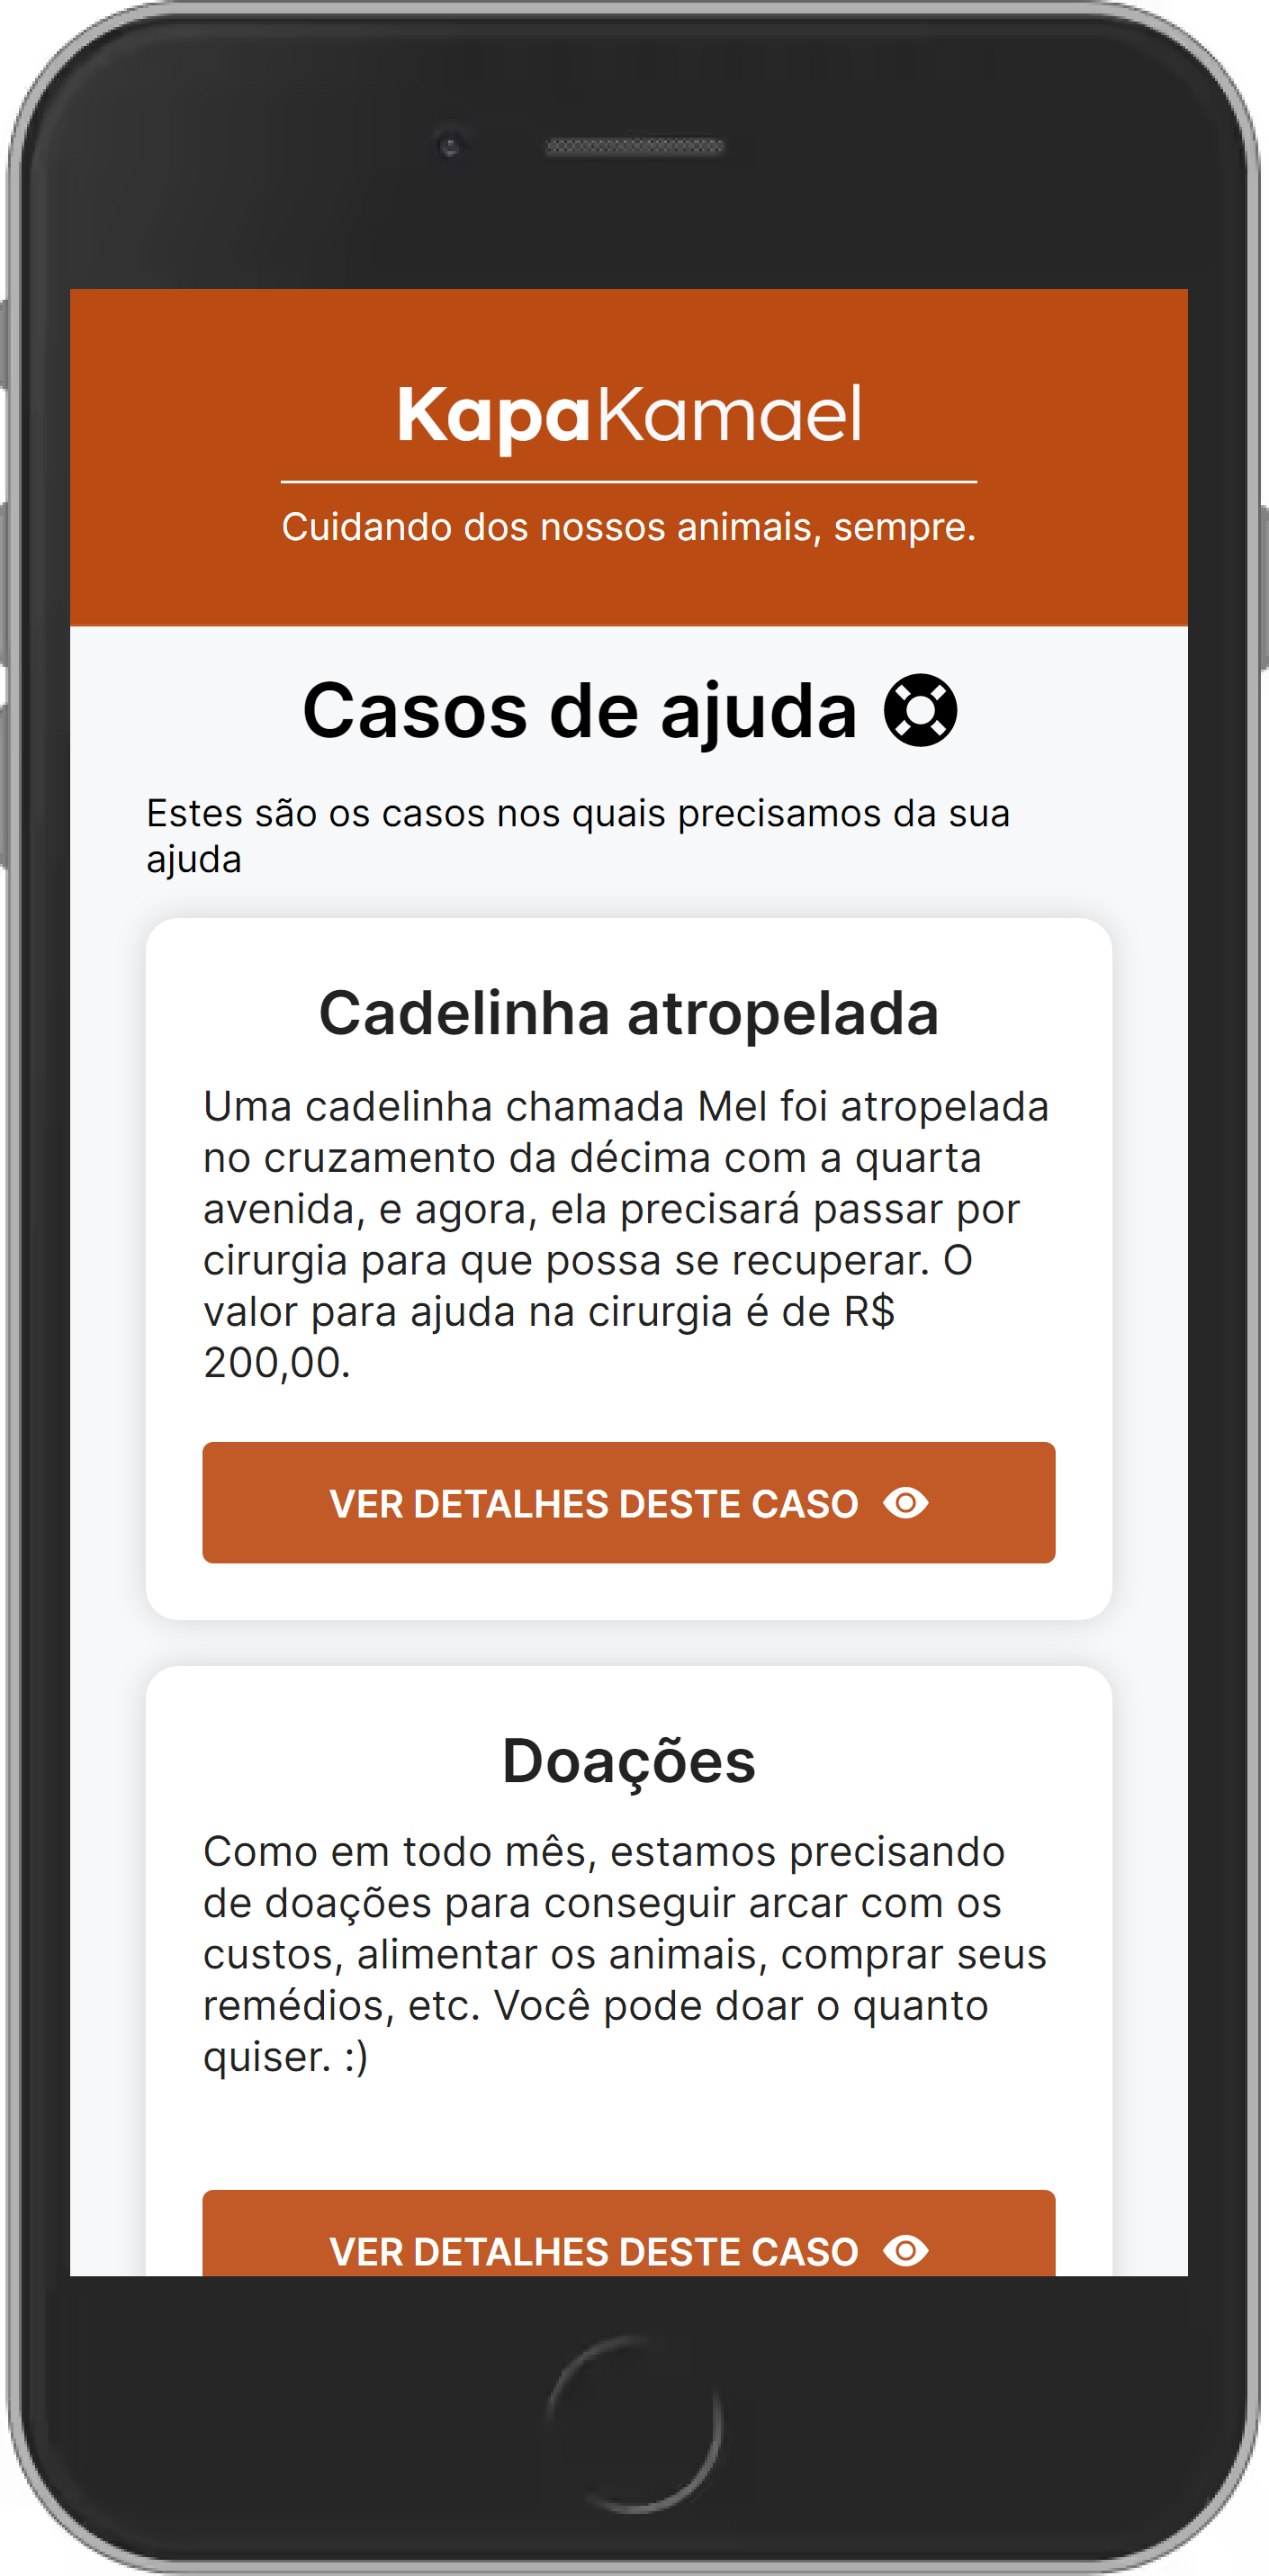 KapaKamael
Cuidando dos nossos animais, sempre.
Casos de ajuda
Estes são os casos nos quais precisamos da sua
ajuda
Cadelinha atropelada
Uma cadelinha chamada Mel foi atropelada
no cruzamento da décima com a quarta
avenida, e agora, ela precisará passar por
cirurgia para que possa se recuperar. O
valor para ajuda na cirurgia é de R$
200,00.
VER DETALHES DESTE CASO
Doações
Como em todo mês, estamos precisando
de doações para conseguir arcar com os
custos, alimentar os animais, comprar seus
remédios, etc. Você pode doar o quanto
quiser. :)
VER DETALHES DESTE CASO